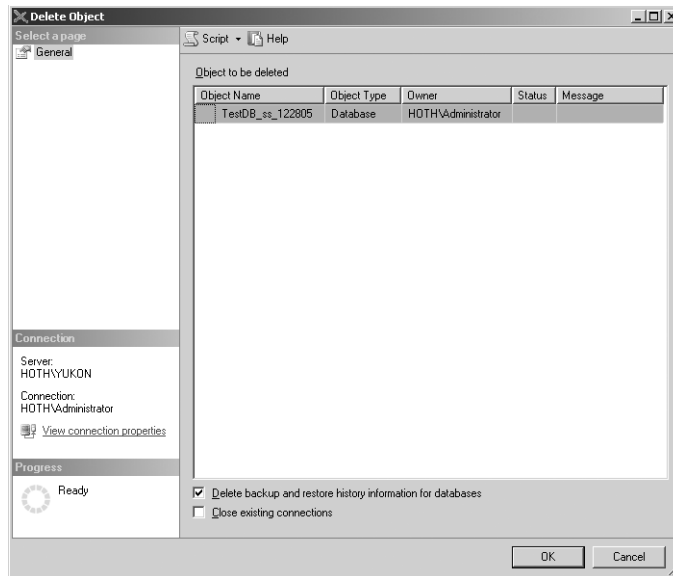 Delete Object
Select a page
General
Script Help
Object to be deleted
Object Name Object Type Owner Status Message
TestDB_ss_122805 Database HOTH\Administrator
Connection
Server:
HOTH\YUKON
Connection:
HOTH\Administrator
View connection properties
Progress
Ready
Delete backup and restore history information for databases
Close existing connections
OK Cancel